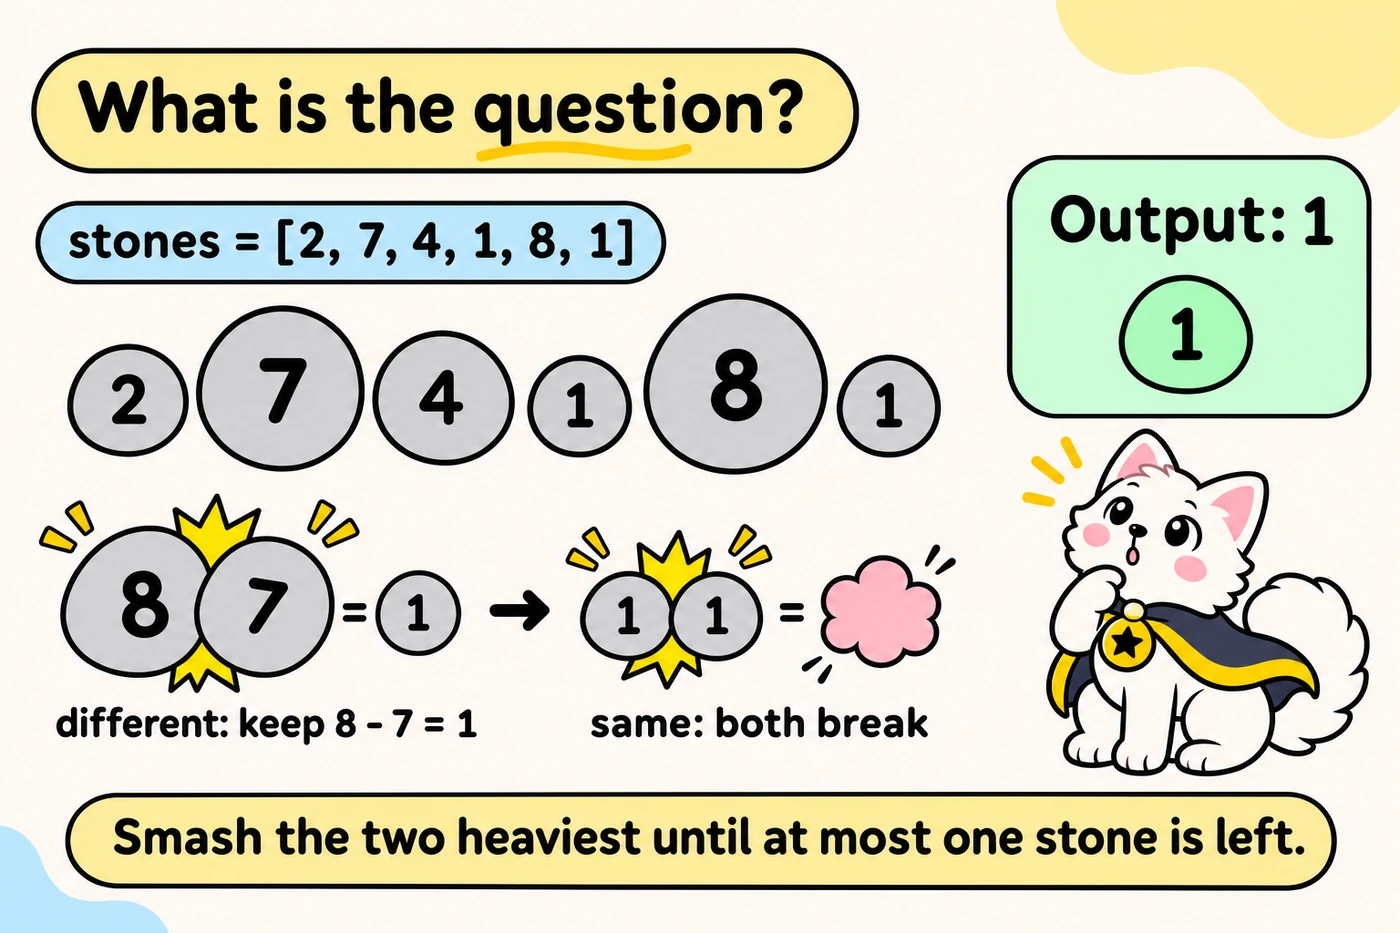 What is the question?
stones = [2, 7, 4, 1, 8, 1]
Output: 1
1
2 7 4 1 8 1
8 7 = 1 → 1 1 =
different: keep 8 - 7 = 1
same: both break
Smash the two heaviest until at most one stone is left.